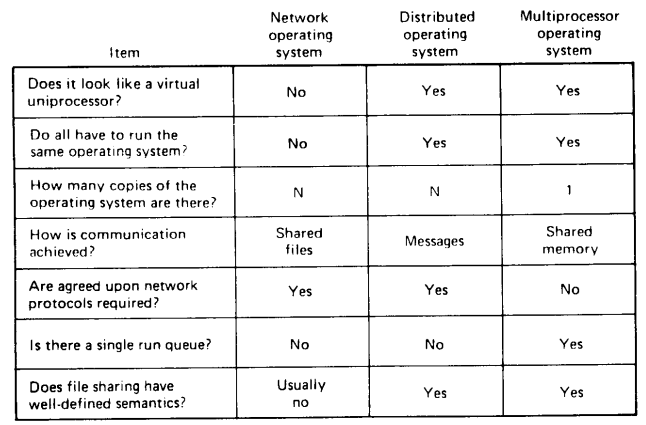 Item
Network
operating
system
Distributed
operating
system
Multiprocessor
operating
system
Does it look like a virtual
uniprocessor?
No
Yes
Yes
Do all have to run the
same operating system?
No
Yes
Yes
How many copies of the
operating system are there?
N
N
1
How is communication
achieved?
Shared
files
Messages
Shared
memory
Are agreed upon network
protocols required?
Yes
Yes
No
Is there a single run queue?
No
No
Yes
Does file sharing have
well-defined semantics?
Usually
no
Yes
Yes